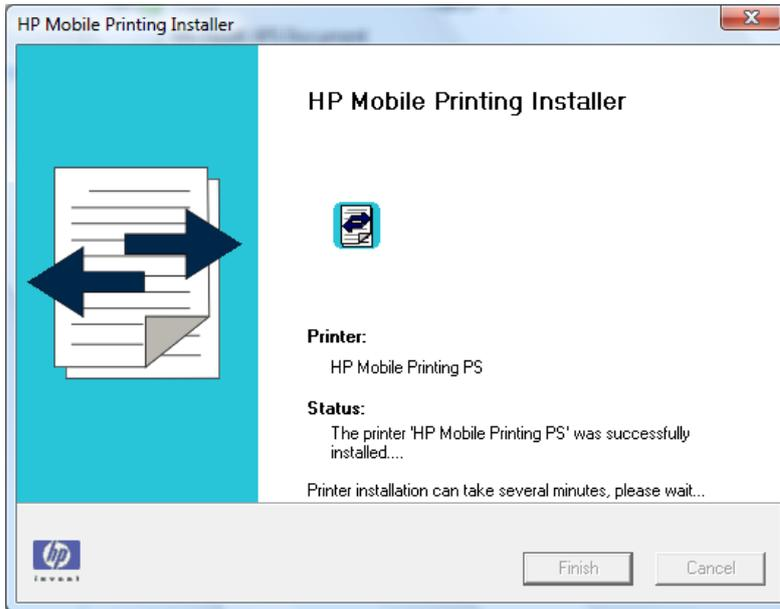 HP Mobile Printing Installer
HP Mobile Printing Installer
Printer:
HP Mobile Printing PS
Status:
The printer 'HP Mobile Printing PS' was successfully
installed....
Printer installation can take several minutes, please wait...
hp
invent
Finish
Cancel